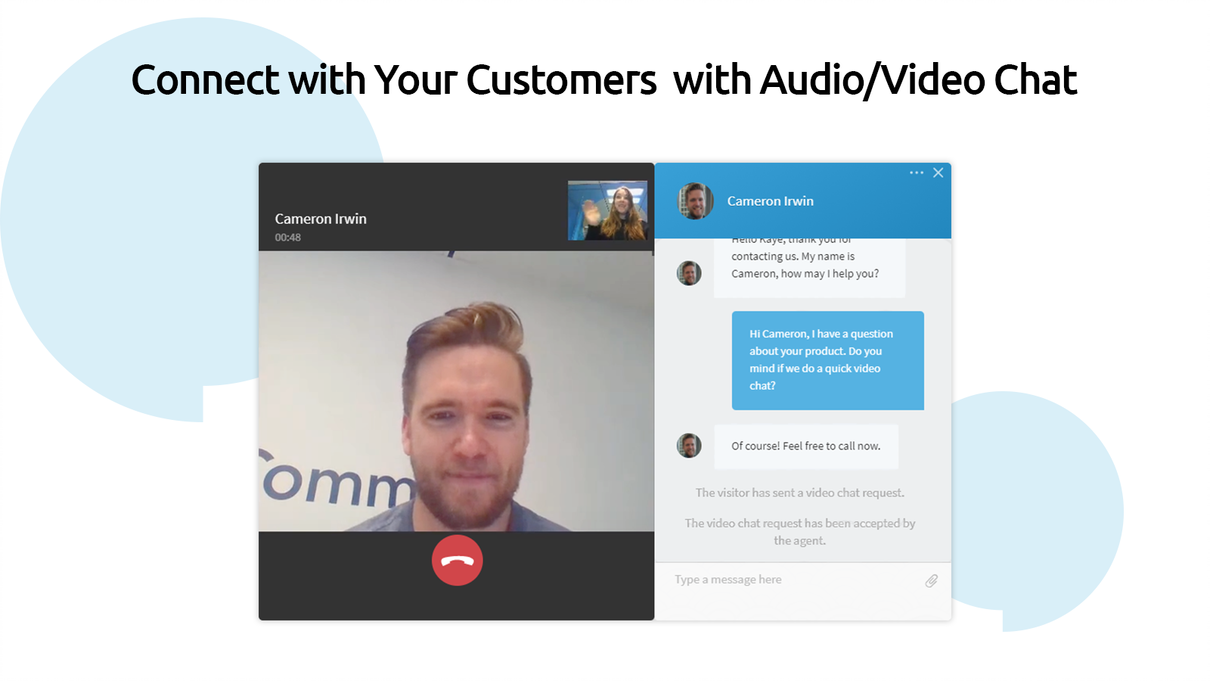 Connect with Your Customers with Audio/Video Chat
Cameron Irwin
00:48
Comm
Cameron Irwin
Hello Kaye, thank you for
contacting us. My name is
Cameron, how may I help you?
Hi Cameron, I have a question
about your product. Do you
mind if we do a quick video
chat?
Of course! Feel free to call now.
The visitor has sent a video chat request.
The video chat request has been accepted by
the agent.
Type a message here